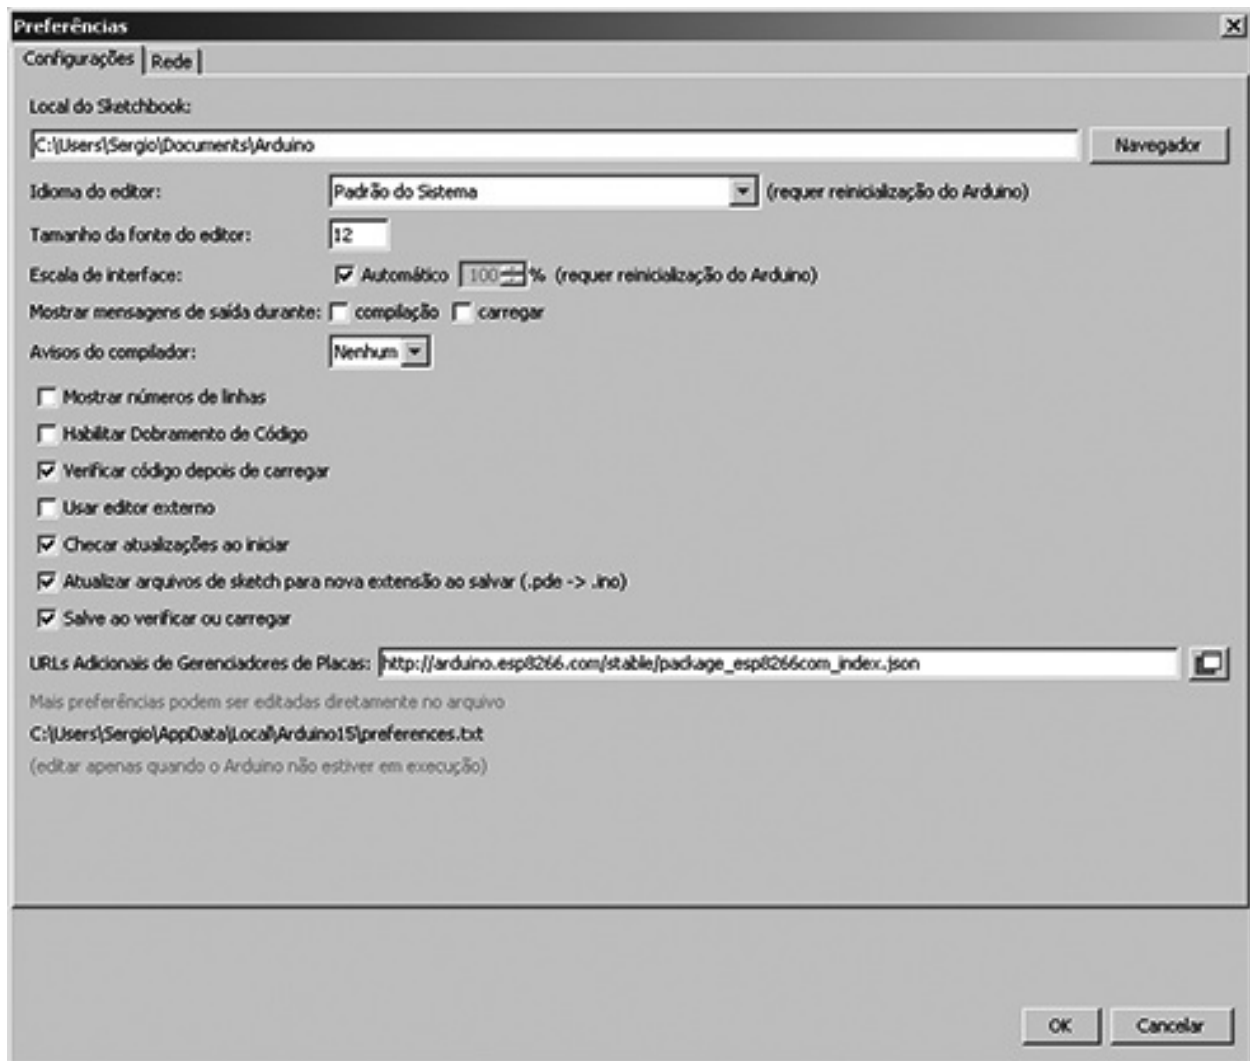 Preferências
Configurações Rede
Local do Sketchbook:
C:\Users\Sergio\Documents\Arduino Navegador
Idioma do editor: Padrão do Sistema (requer reinicialização do Arduino)
Tamanho da fonte do editor: 12
Escala de interface: Automático 100 % (requer reinicialização do Arduino)
Mostrar mensagens de saída durante: compilação carregar
Avisos do compilador: Nenhum
Mostrar números de linhas
Habilitar Dobramento de Código
Verificar código depois de carregar
Usar editor externo
Checar atualizações ao iniciar
Atualizar arquivos de sketch para nova extensão ao salvar (.pde -> .ino)
Salve ao verificar ou carregar
URLs Adicionais de Gerenciadores de Placas: http://arduino.esp8266.com/stable/package_esp8266com_index.json
Mais preferências podem ser editadas diretamente no arquivo
C:\Users\Sergio\AppData\Local\Arduino15\preferences.txt
(editar apenas quando o Arduino não estiver em execução)
OK Cancelar